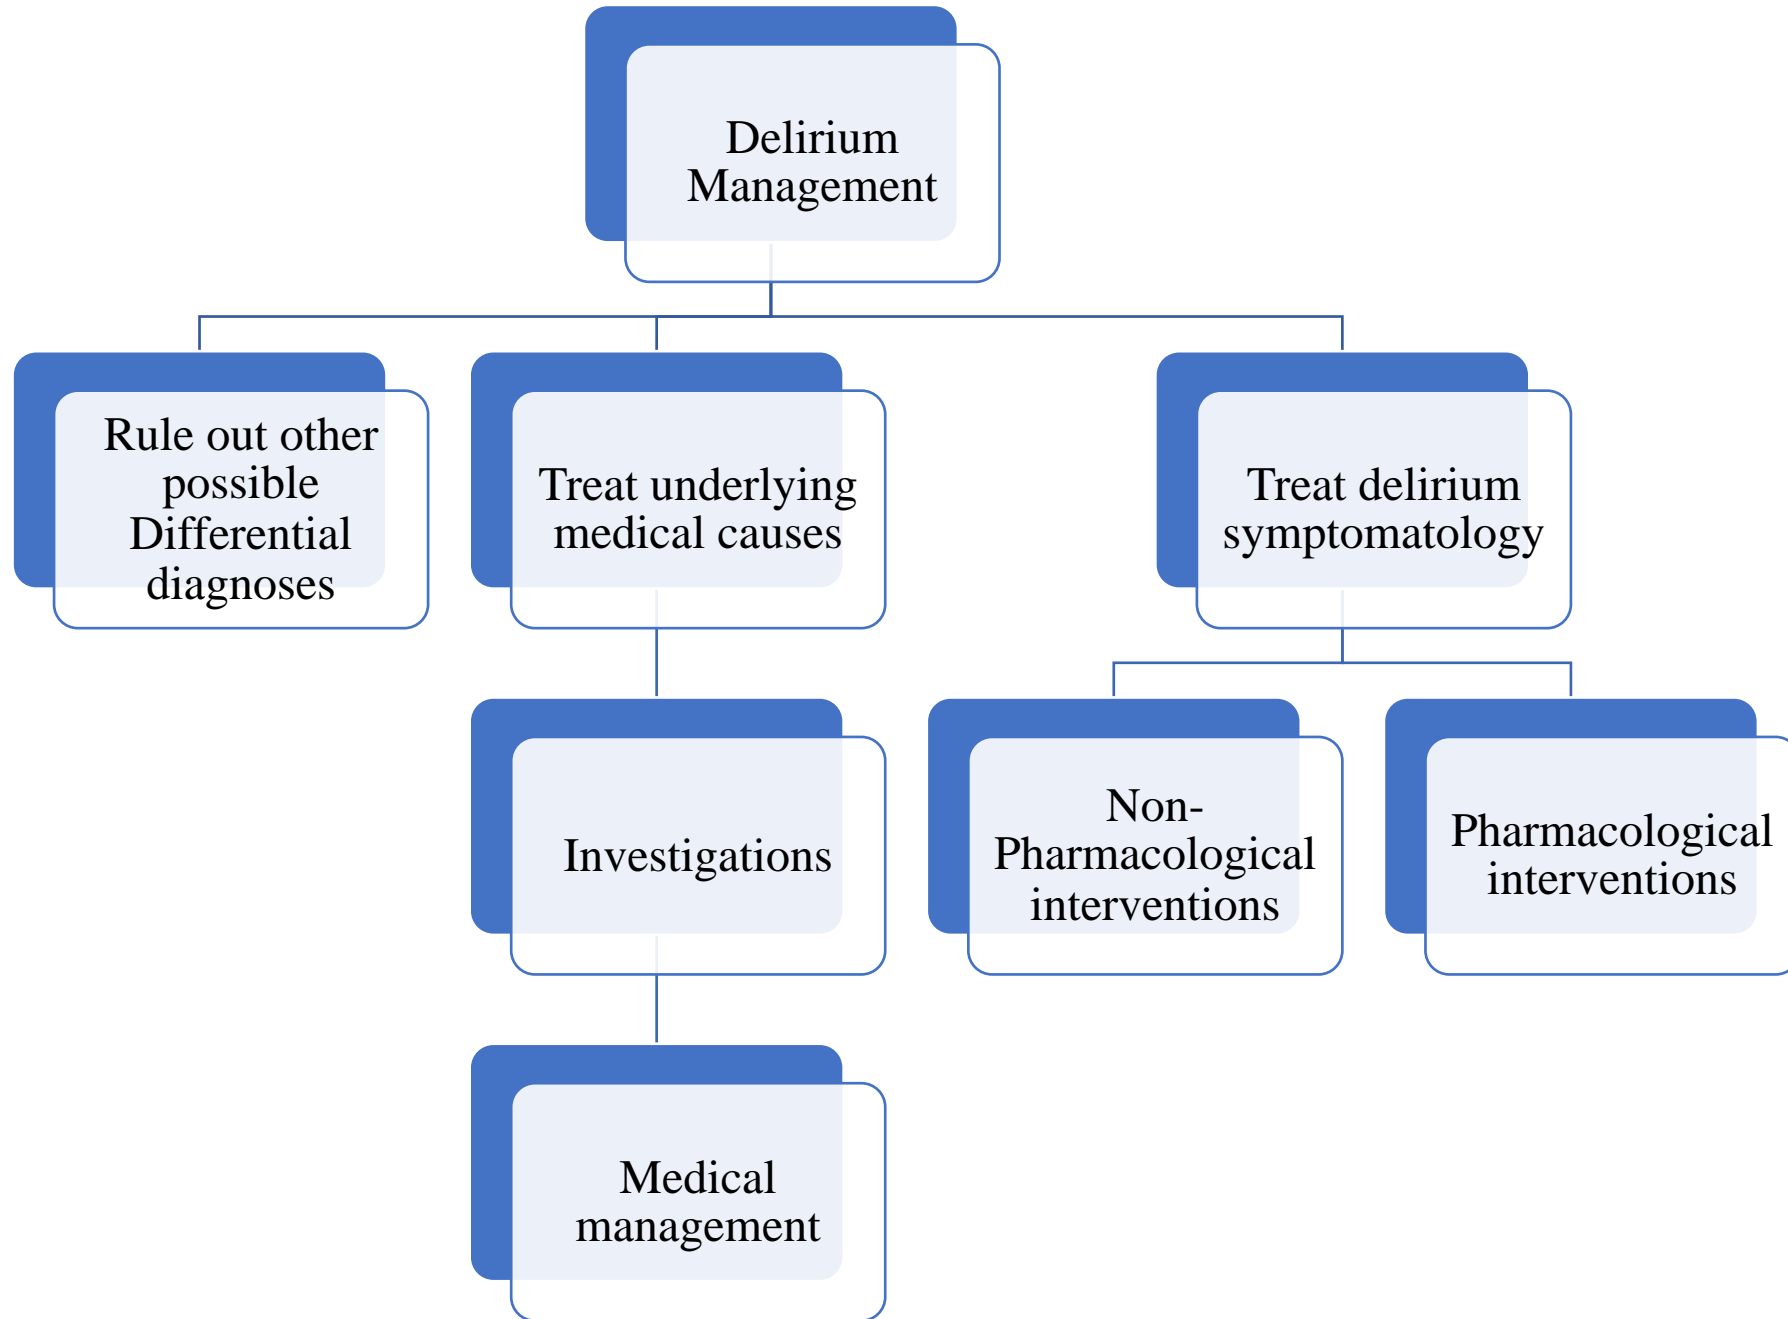 Delirium
Management
Rule out other
possible
Differential
diagnoses
Treat underlying
medical causes
Treat delirium
symptomatology
Investigations
Non-
Pharmacological
interventions
Pharmacological
interventions
Medical
management